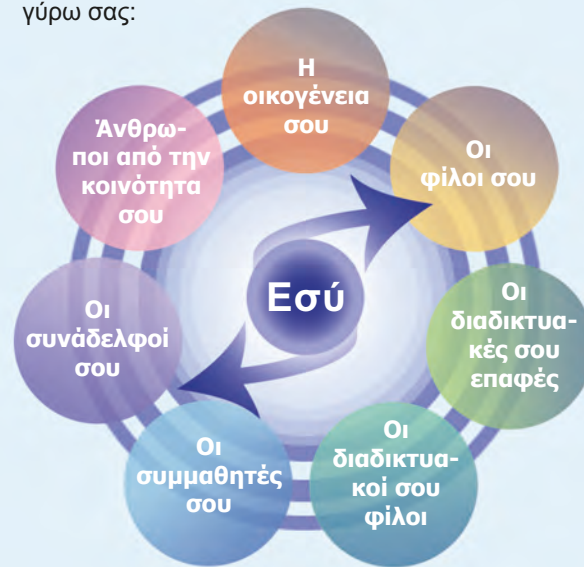 γύρω σας:
Η
οικογένεια
σου
Οι
φίλοι σου
Οι
διαδικτυα-
κές σου
επαφές
Οι
διαδικτυα-
κοί σου
φίλοι
Οι
συμμαθητές
σου
Οι
συνάδελφοί
σου
Άνθρω-
ποι από την
κοινότητα
σου
Εσύ